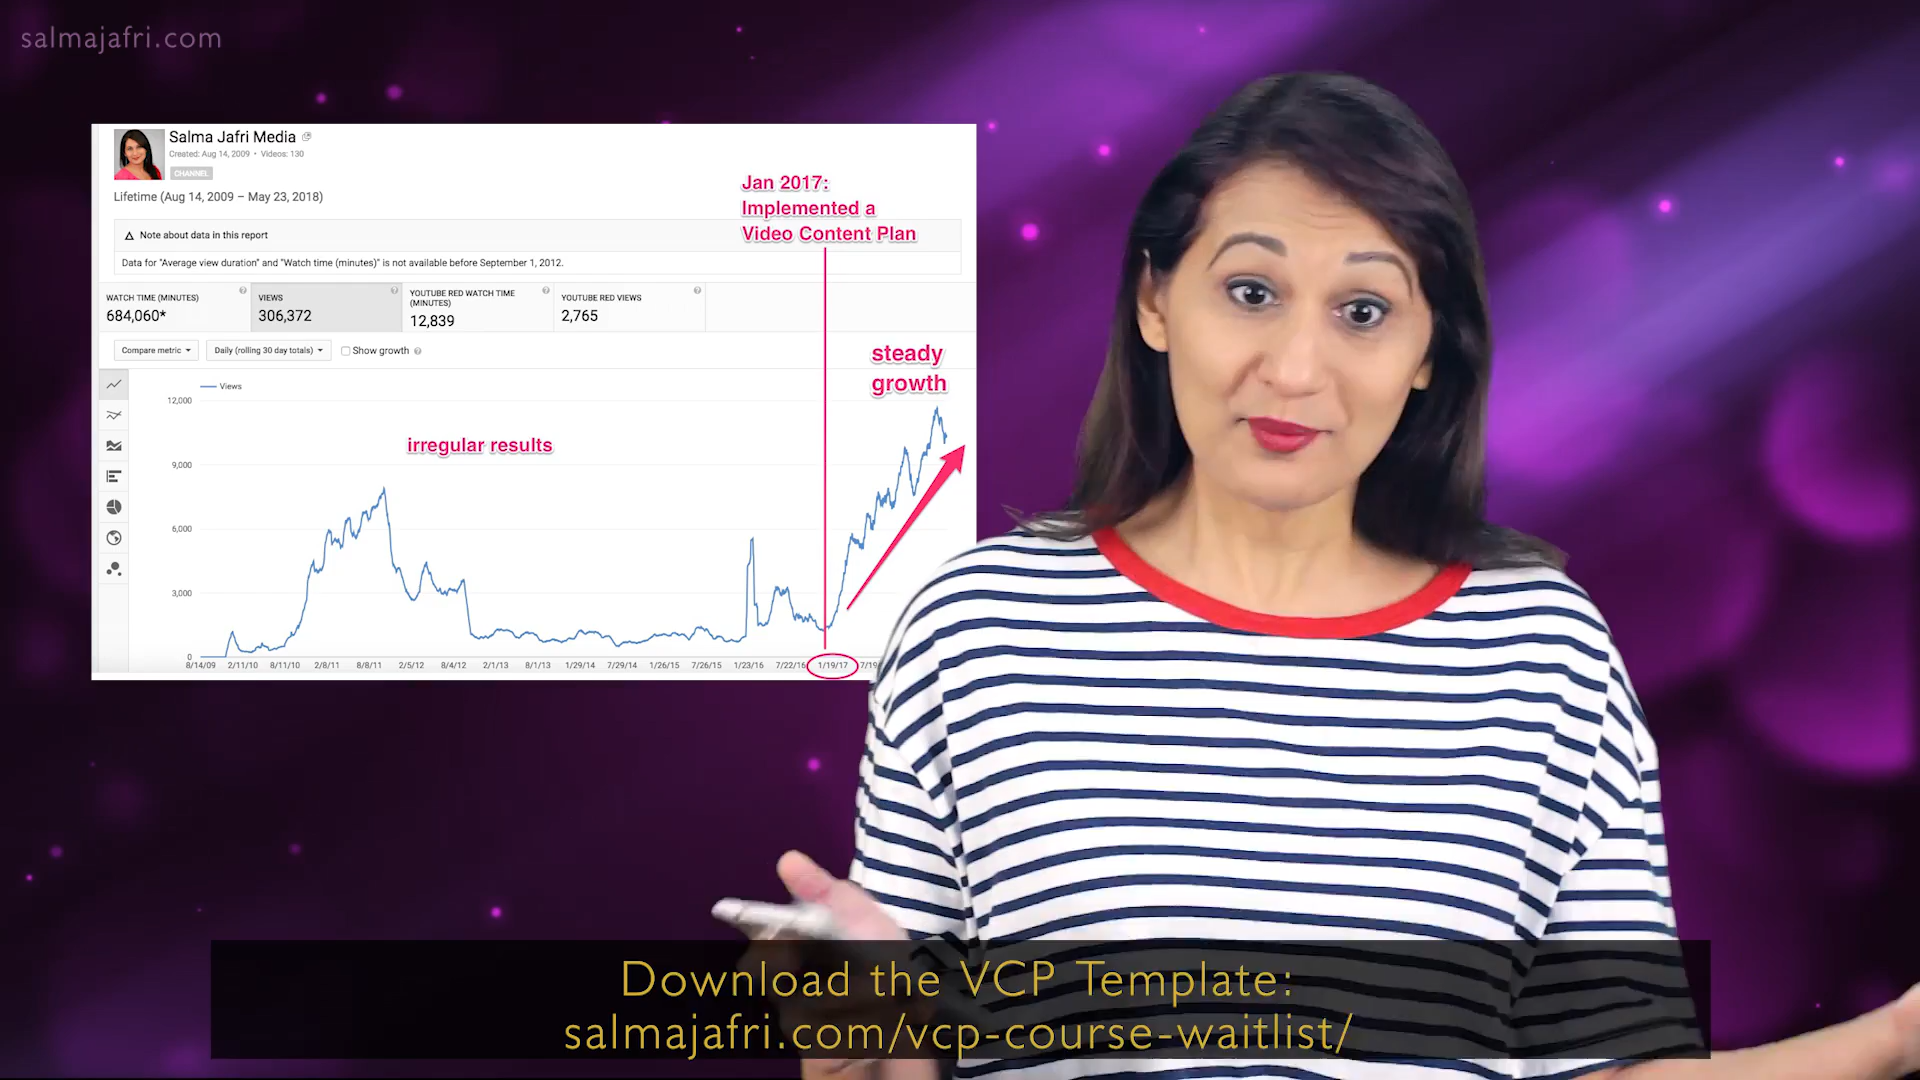 salmajafri.com
Salma Jafri Media
Created: Aug 14, 2009 • Videos: 130
CHANNEL
Lifetime (Aug 14, 2009 – May 23, 2018)
Jan 2017:
Implemented a
Video Content Plan
Note about data in this report
Data for "Average view duration" and "Watch time (minutes)" is not available before September 1, 2012.
WATCH TIME (MINUTES)
684,060*
VIEWS
306,372
YOUTUBE RED WATCH TIME
(MINUTES)
12,839
YOUTUBE RED VIEWS
2,765
Compare metric
Daily (rolling 30 day totals)
Show growth
steady
growth
Views
irregular results
12,000
9,000
6,000
3,000
0
8/14/09 2/11/10 8/11/10 2/8/11 8/8/11 2/5/12 8/4/12 2/1/13 8/1/13 1/29/14 7/29/14 1/26/15 7/26/15 1/23/16 7/22/16 1/19/17
Download the VCP Template:
salmajafri.com/vcp-course-waitlist/